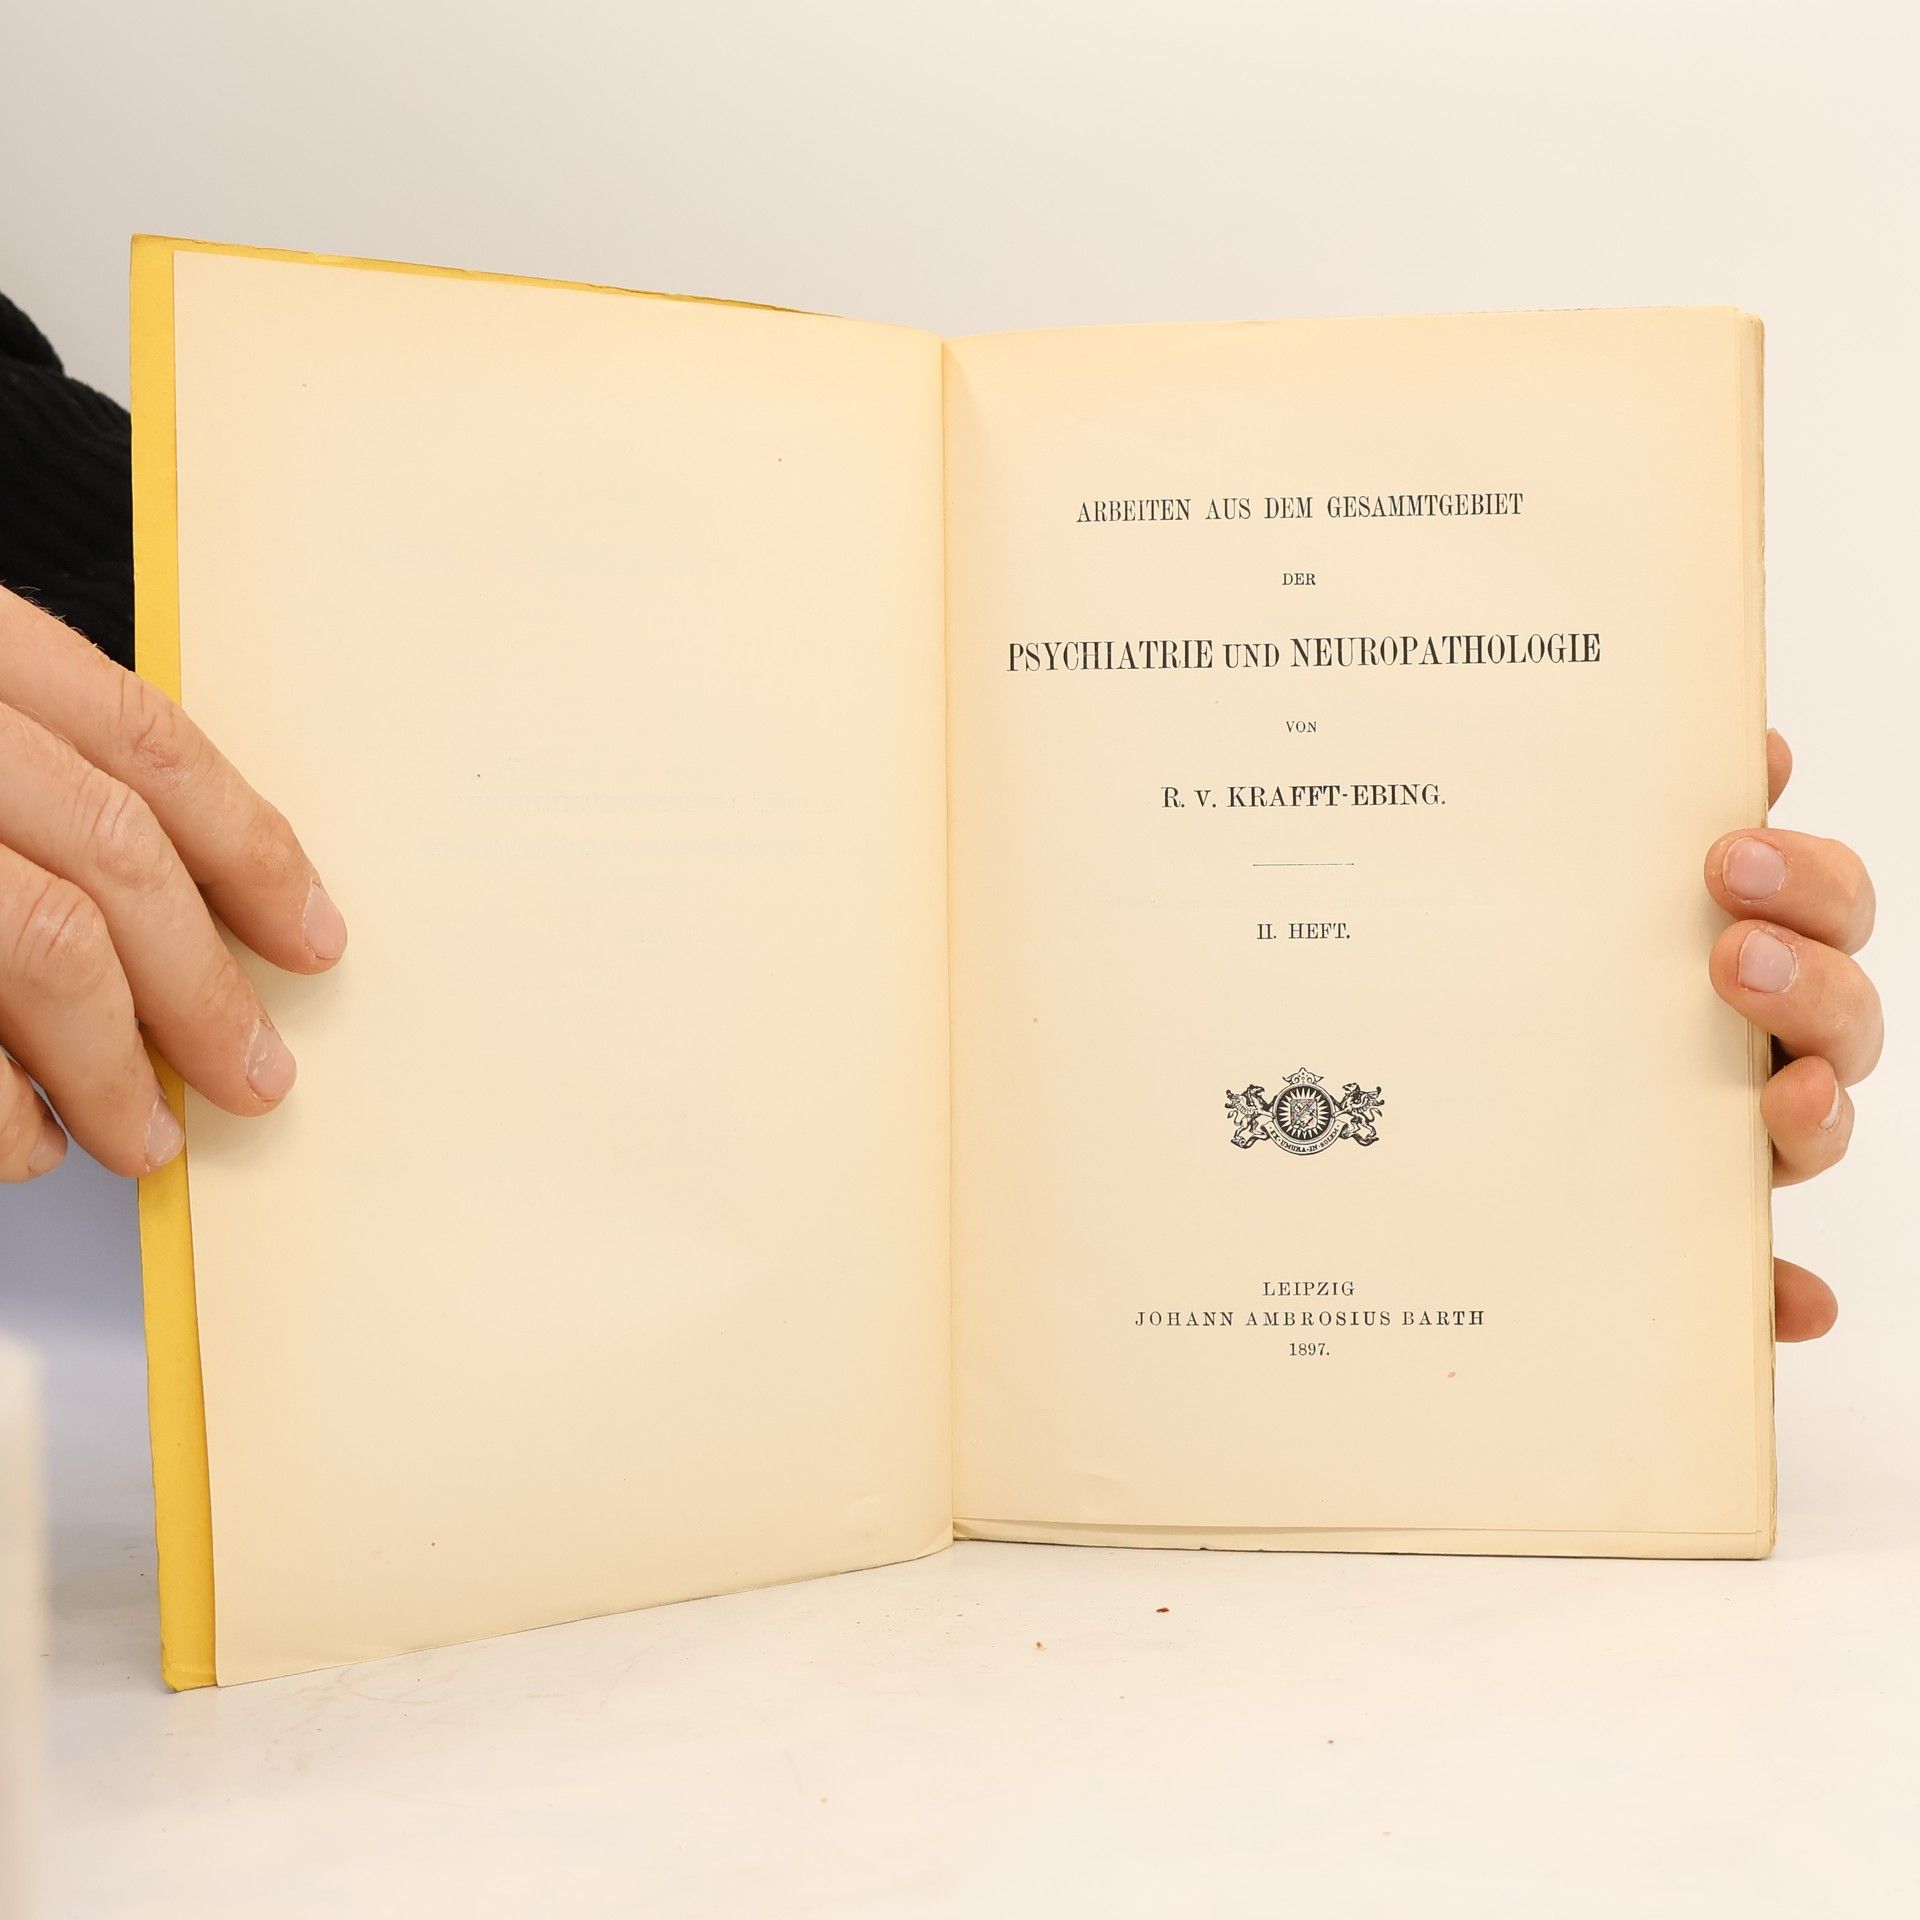 ARBEITEN AUS DEM GESAMMTGEBIET
DER
PSYCHIATRIE UND NEUROPATHOLOGIE
VON
R. V. KRAFFT-EBING.
II. HEFT.
LEIPZIG
JOHANN AMBROSIUS BARTH
1897.